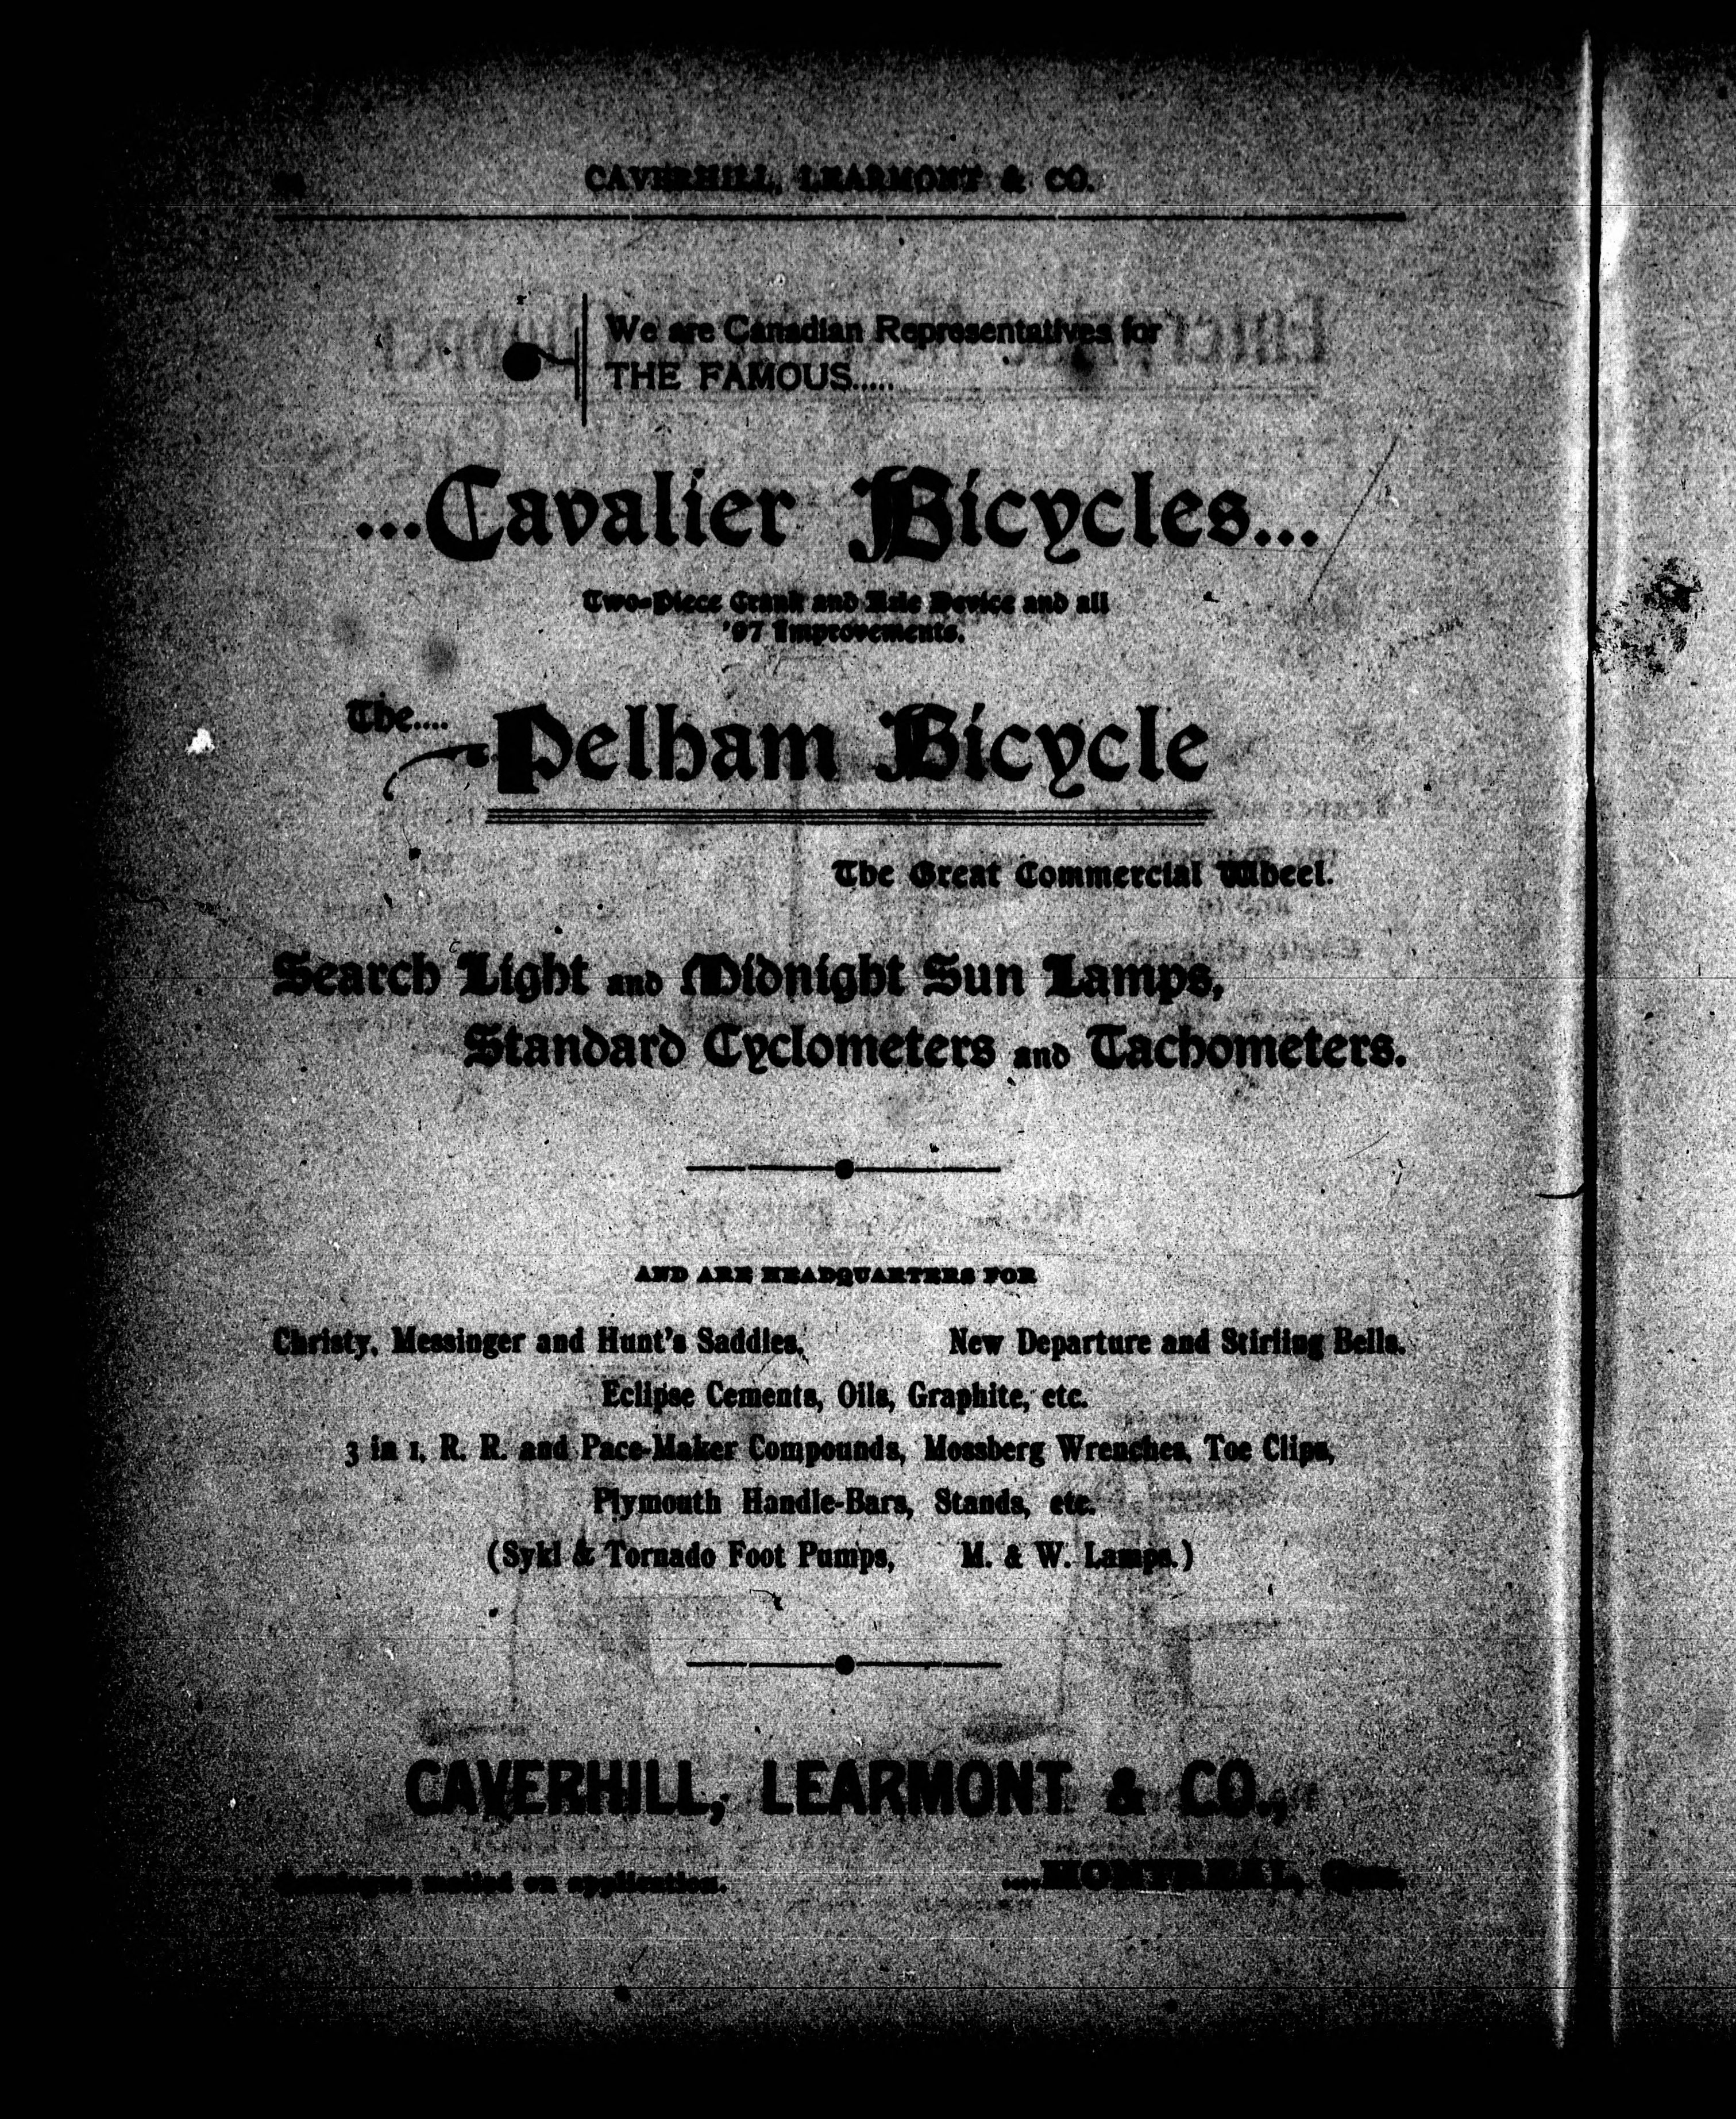 CAVERHILL, LEARMONT & CO.
We are Canadian Representatives for
THE FAMOUS.....
...Cavalier Bicycles...
Two-Piece Crank and Axle Device and all
'97 Improvements.
The....
Pelham Bicycle
The Great Commercial Wheel.
Search Light and Midnight Sun Lamps,
Standard Cyclometers and Tachometers.
AND ARE HEADQUARTERS FOR
Christy, Messinger and Hunt's Saddles, New Departure and Stirling Bells.
Eclipse Cements, Oils, Graphite, etc.
3 in 1, R. R. and Pace-Maker Compounds, Mossberg Wrenches, Toe Clips,
Plymouth Handle-Bars, Stands, etc.
(Sykl & Tornado Foot Pumps, M. & W. Lamps.)
CAVERHILL, LEARMONT & CO.,
Catalogue mailed on application. ....MONTREAL, Que.